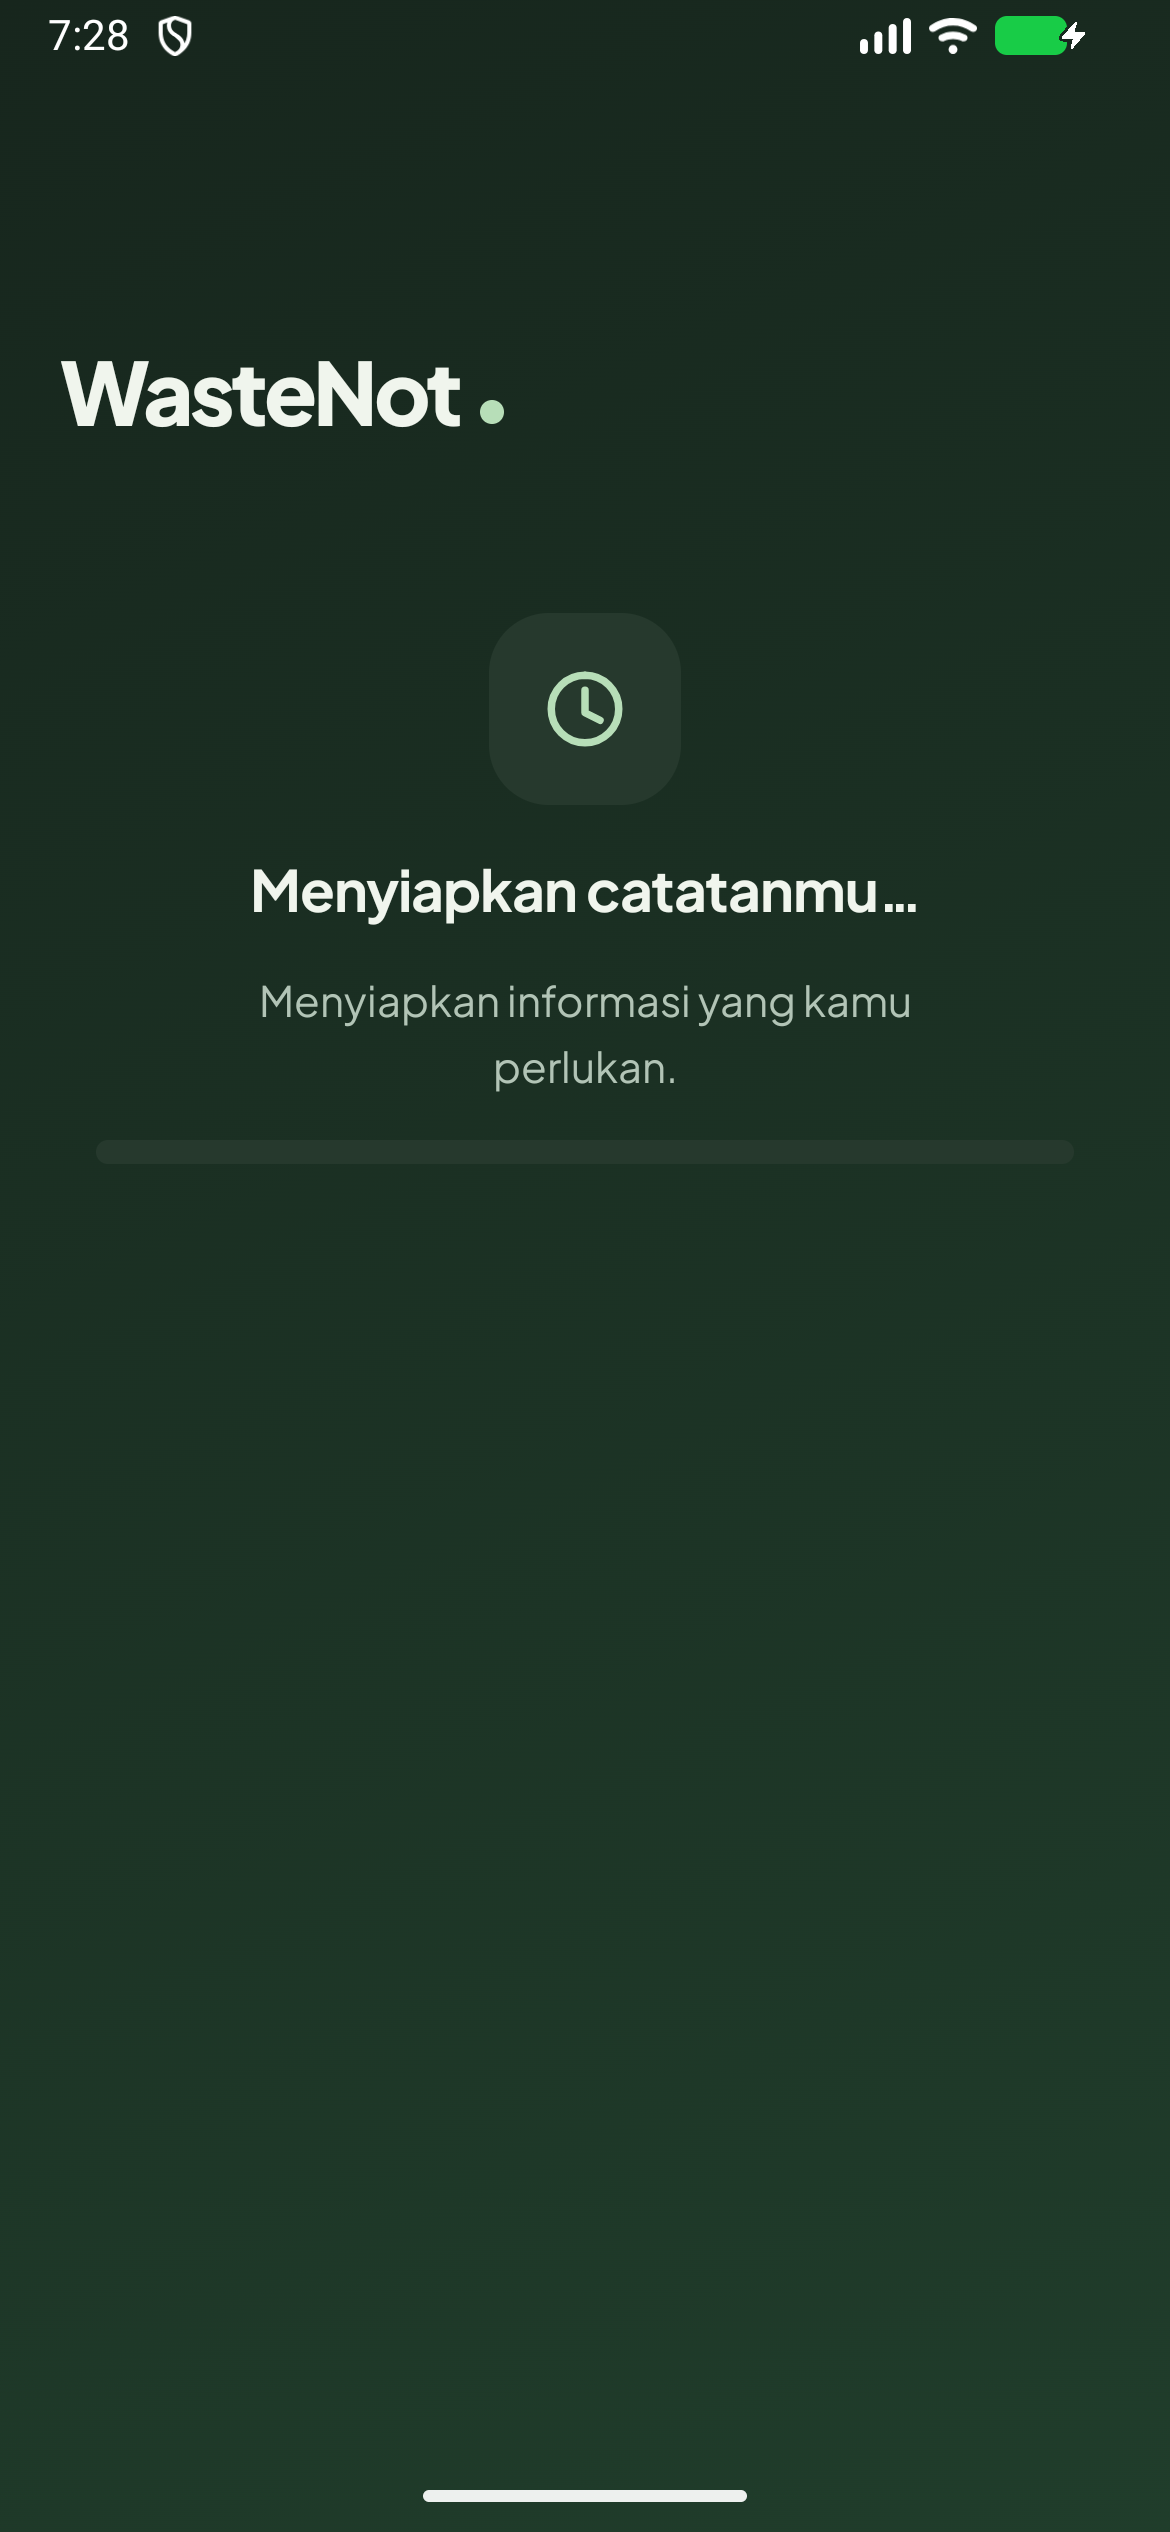 7:28
WasteNot.
Menyiapkan catatanmu...
Menyiapkan informasi yang kamu
perlukan.